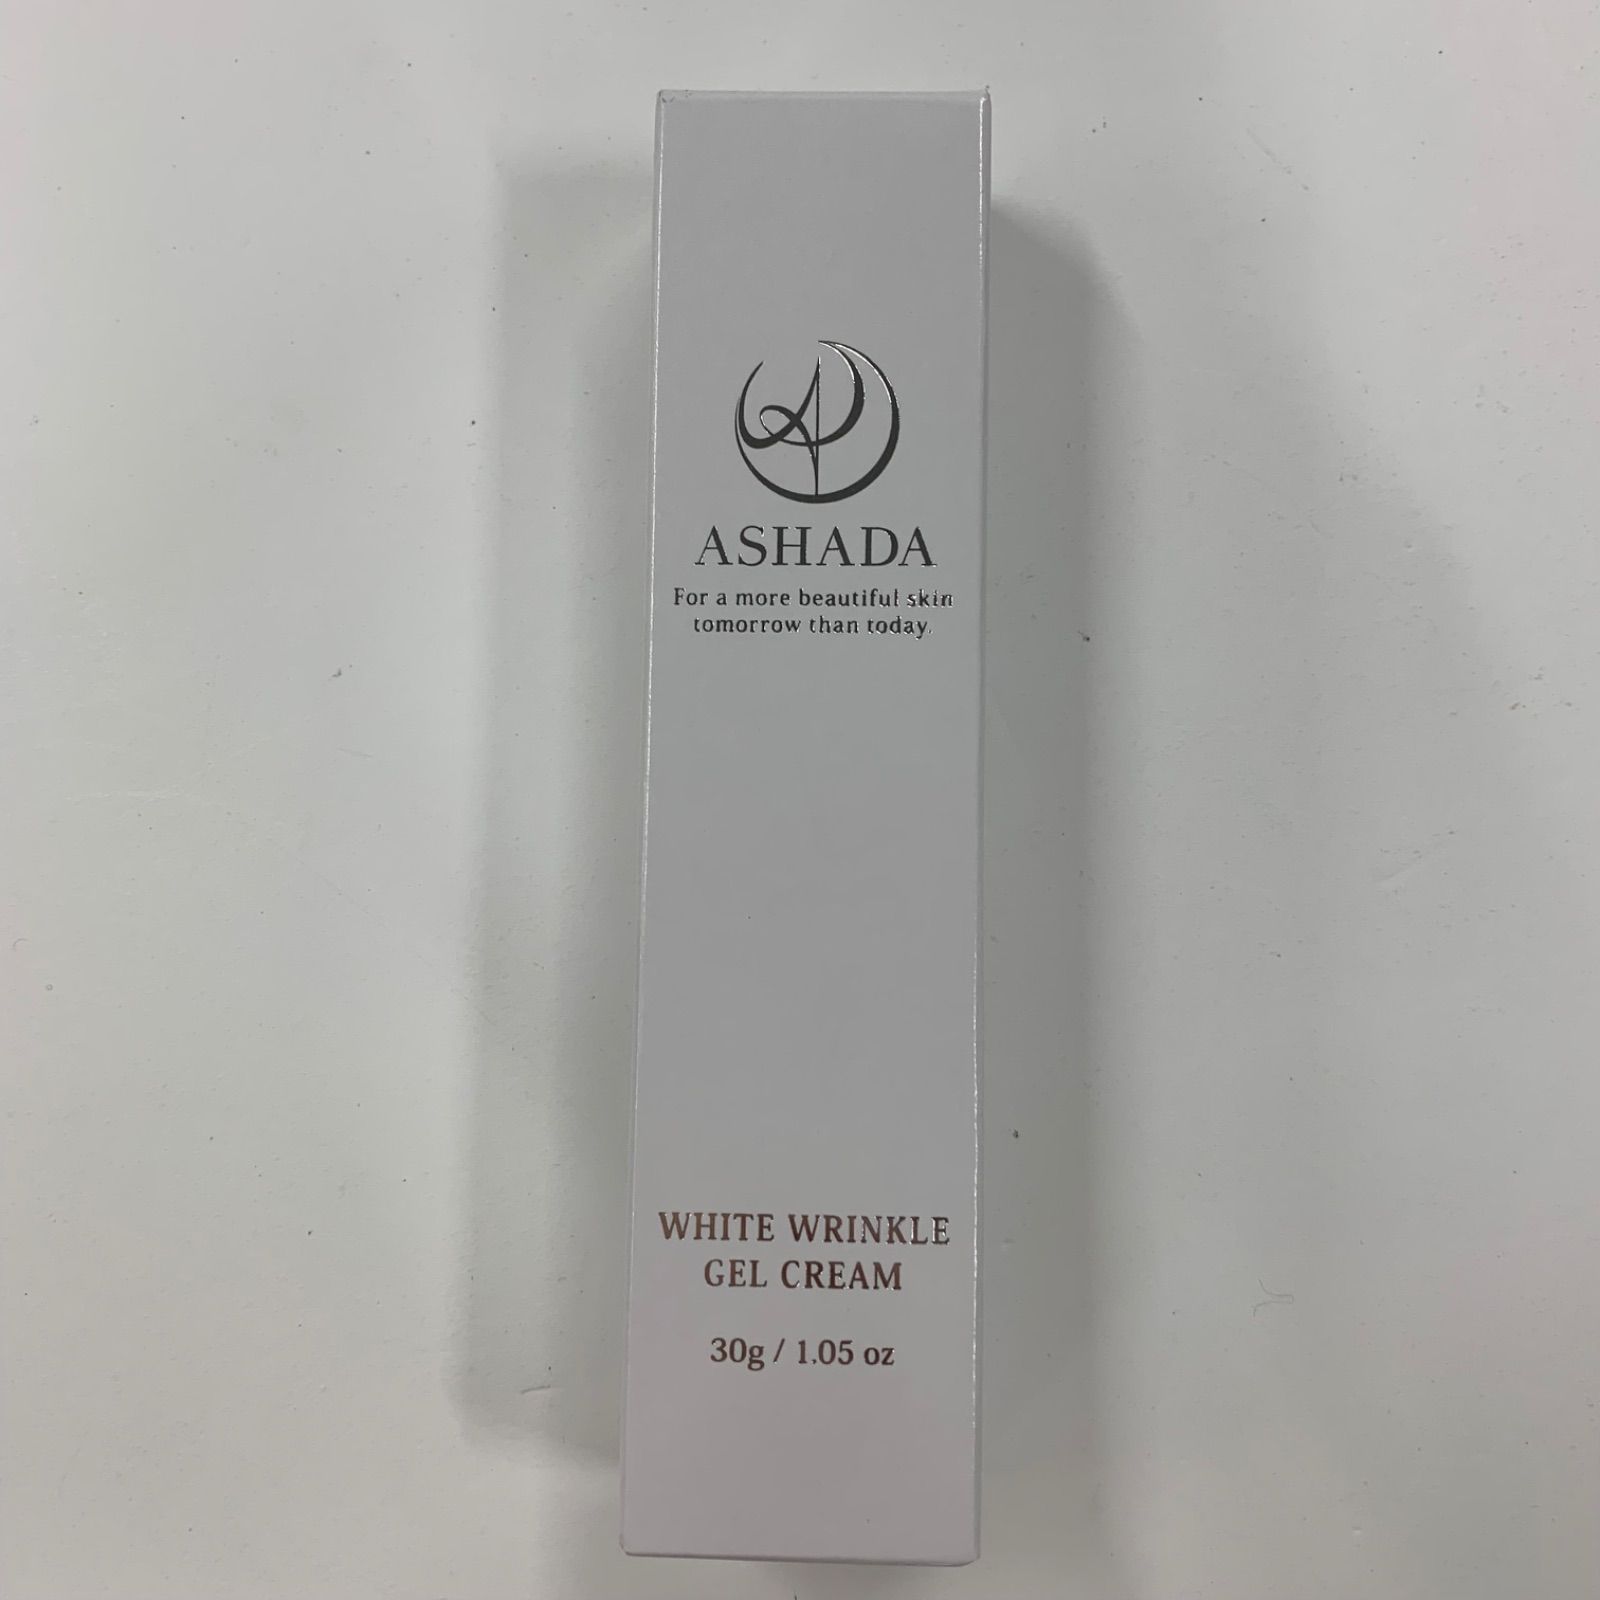 ASHADA
For a more beautiful skin
tomorrow than today.
WHITE WRINKLE
GEL CREAM
30g / 1.05 oz